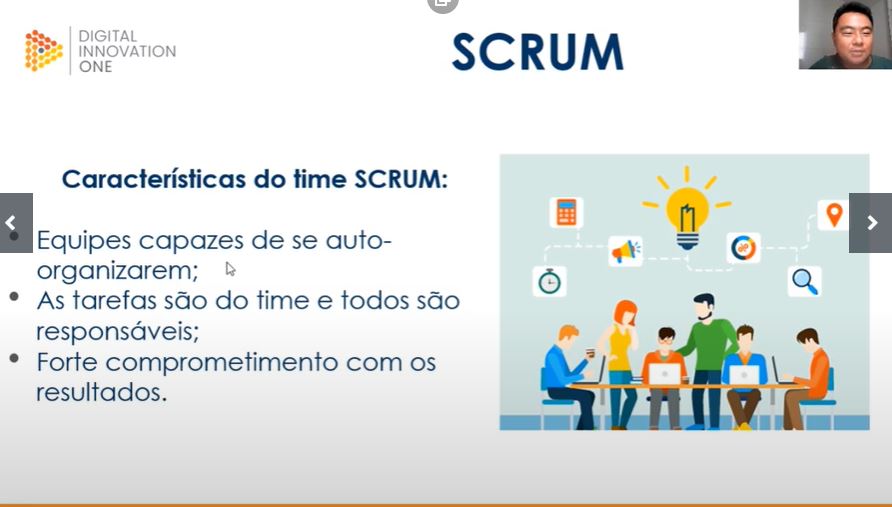 DIGITAL
INNOVATION
ONE
SCRUM
Características do time SCRUM:
Equipes capazes de se auto-
organizarem;
As tarefas são do time e todos são
responsáveis;
Forte comprometimento com os
resultados.